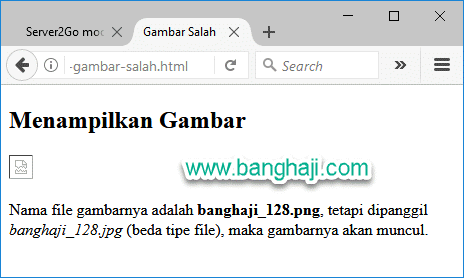 Server2Go mod
Gambar Salah
-gambar-salah.html
Search
Menampilkan Gambar
www.banghaji.com
Nama file gambarnya adalah banghaji_128.png, tetapi dipanggil
banghaji_128.jpg (beda tipe file), maka gambarnya akan muncul.